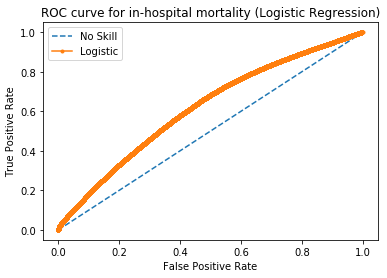 ROC curve for in-hospital mortality (Logistic Regression)
1.0
0.8
0.6
0.4
0.2
0.0
True Positive Rate
No Skill
Logistic
0.0 0.2 0.4 0.6 0.8 1.0
False Positive Rate